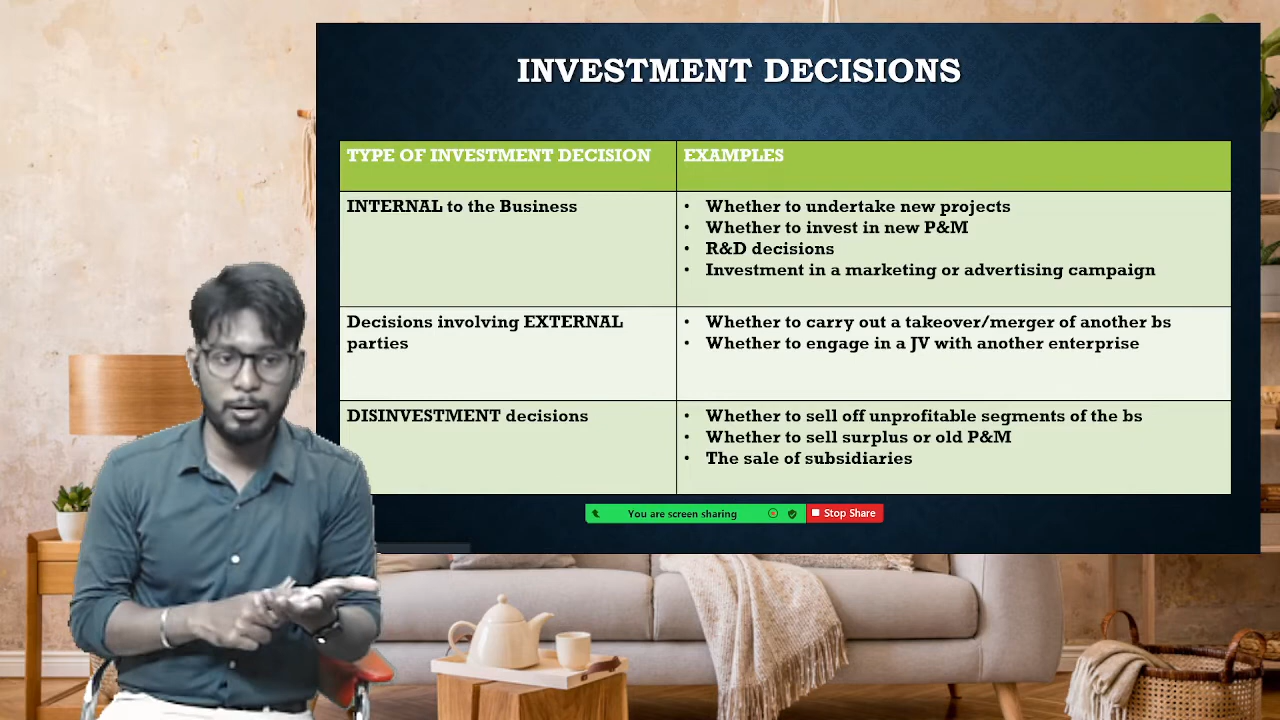 INVESTMENT DECISIONS
TYPE OF INVESTMENT DECISION
EXAMPLES
INTERNAL to the Business
• Whether to undertake new projects
• Whether to invest in new P&M
• R&D decisions
• Investment in a marketing or advertising campaign
Decisions involving EXTERNAL
parties
• Whether to carry out a takeover/merger of another bs
• Whether to engage in a JV with another enterprise
DISINVESTMENT decisions
• Whether to sell off unprofitable segments of the bs
• Whether to sell surplus or old P&M
• The sale of subsidiaries
You are screen sharing
Stop Share